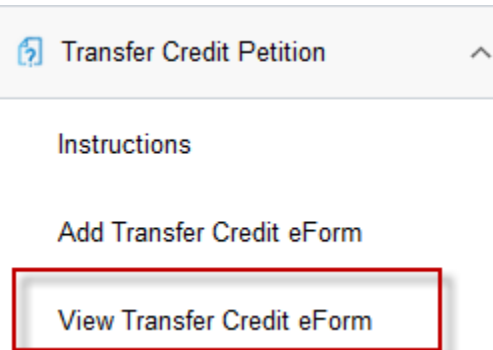 Transfer Credit Petition
Instructions
Add Transfer Credit eForm
View Transfer Credit eForm